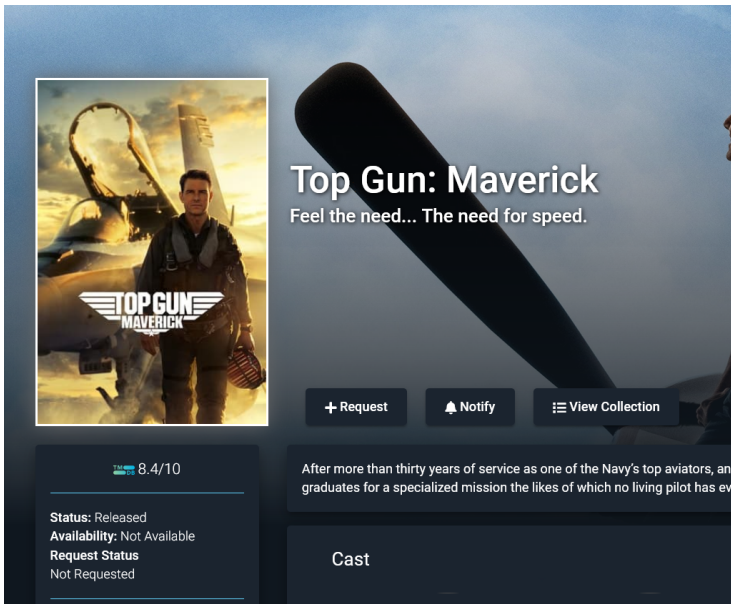 TOP GUN
MAVERICK
Top Gun: Maverick
Feel the need... The need for speed.
Request
Notify
View Collection
TMDB 8.4/10
Status: Released
Availability: Not Available
Request Status
Not Requested
After more than thirty years of service as one of the Navy's top aviators, an
graduates for a specialized mission the likes of which no living pilot has ev
Cast